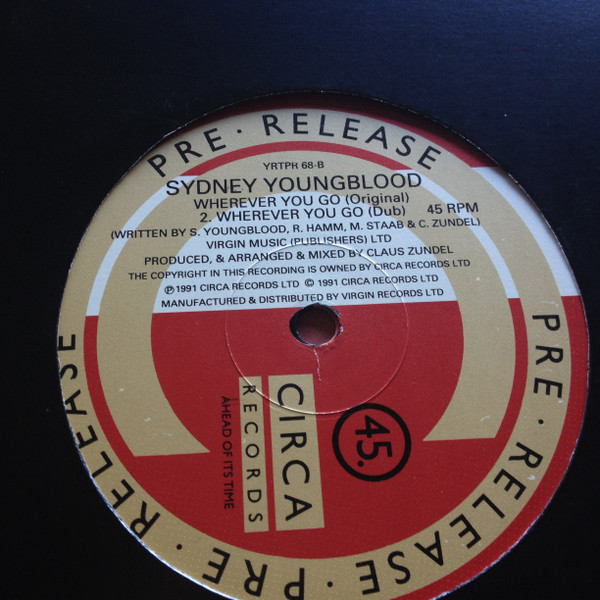 PRE · RELEASE
YRTPR 68-B
SYDNEY YOUNGBLOOD
WHEREVER YOU GO (Original)
2. WHEREVER YOU GO (Dub) 45 RPM
(WRITTEN BY S. YOUNGBLOOD, R. HAMM, M. STAAB & C. ZUNDEL)
VIRGIN MUSIC (PUBLISHERS) LTD
PRODUCED, & ARRANGED & MIXED BY CLAUS ZUNDEL
THE COPYRIGHT IN THIS RECORDING IS OWNED BY CIRCA RECORDS LTD
℗ 1991 CIRCA RECORDS LTD © 1991 CIRCA RECORDS LTD
MANUFACTURED & DISTRIBUTED BY VIRGIN RECORDS LTD
45.
CIRCA
RECORDS
AHEAD OF ITS TIME
PRE · RELEASE · PRE · RELEASE